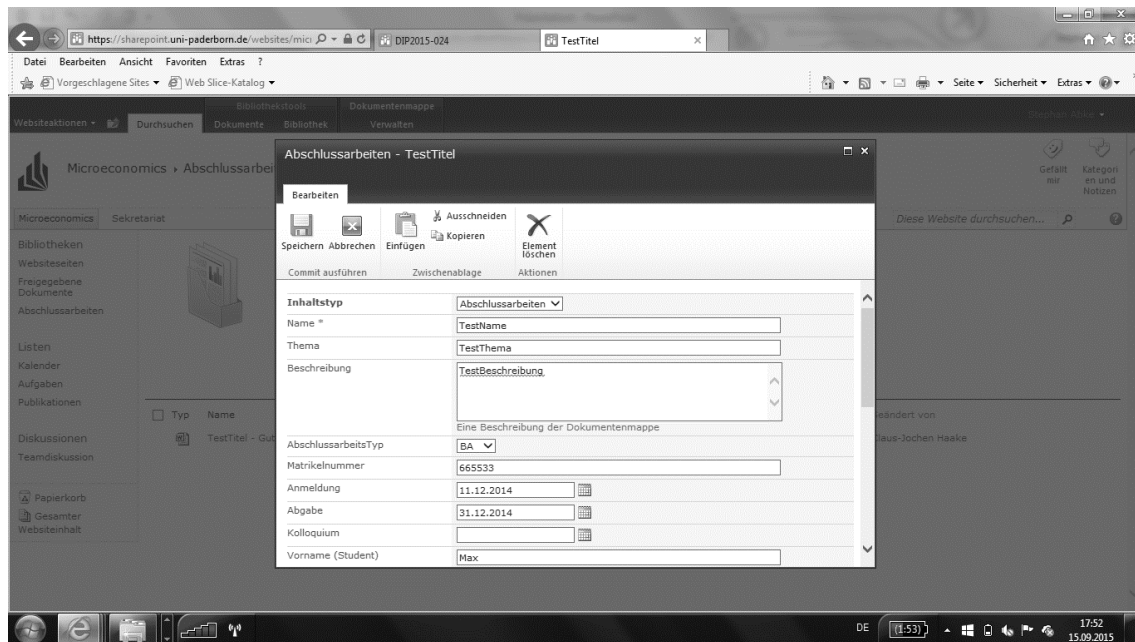 https://sharepoint.uni-paderborn.de/websites/mici
DIP2015-024
TestTitel
Datei Bearbeiten Ansicht Favoriten Extras ?
Vorgeschlagene Sites Web Slice-Katalog
Seite Sicherheit Extras
Bibliothekstools Dokumentenmappe
Websiteaktionen Durchsuchen Dokumente Bibliothek Verwalten
Microeconomics Abschlussarbei
Gefällt mir
Kategori en und Notizen
Microeconomics Sekretariat
Diese Website durchsuchen...
Bibliotheken
Websiteseiten
Freigegebene
Dokumente
Abschlussarbeiten
Listen
Kalender
Aufgaben
Publikationen
Diskussionen
Teamdiskussion
Papierkorb
Gesamter
Websiteinhalt
Typ Name
TestTitel - Gut
eändert von
laus-Jochen Haake
Abschlussarbeiten - TestTitel
Bearbeiten
Ausschneiden
Kopieren
Speichern Abbrechen Einfügen Element
löschen
Commit ausführen Zwischenablage Aktionen
Inhaltstyp Abschlussarbeiten
Name * TestName
Thema TestThema
Beschreibung TestBeschreibung
Eine Beschreibung der Dokumentenmappe
AbschlussarbeitsTyp BA
Matrikelnummer 665533
Anmeldung 11.12.2014
Abgabe 31.12.2014
Kolloquium
Vorname (Student) Max
DE (1:53) 17:52
15.09.2015